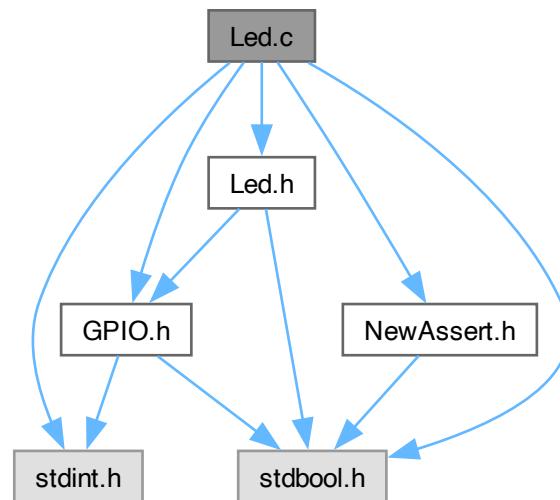 Led.c
Led.h
GPIO.h
NewAssert.h
stdint.h
stdbool.h